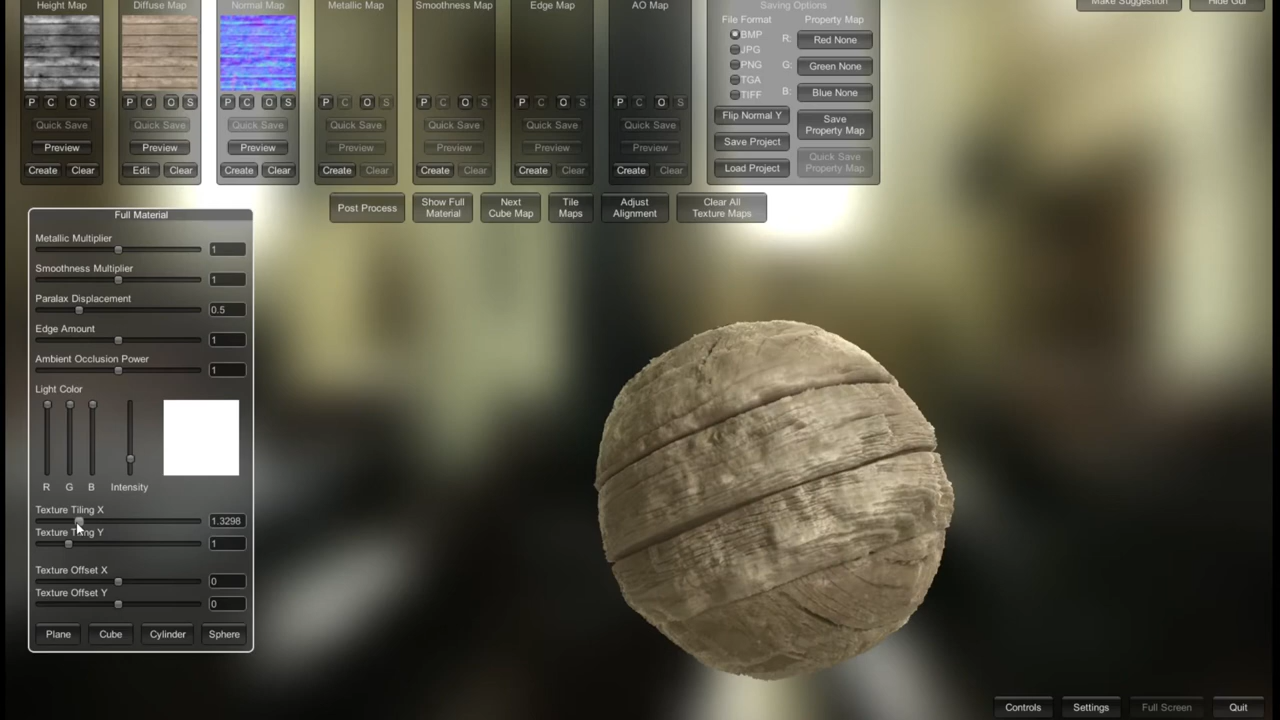 Height Map
Diffuse Map
Normal Map
Metallic Map
Smoothness Map
Edge Map
AO Map
Saving Options
Make Suggestion
Hide Gui
File Format
Property Map
BMP
JPG
PNG
TGA
TIFF
R: Red None
G: Green None
B: Blue None
P C O S
P C O S
P C O S
P C O S
P C O S
P C O S
P C O S
Quick Save
Quick Save
Quick Save
Quick Save
Quick Save
Quick Save
Quick Save
Preview
Preview
Preview
Preview
Preview
Preview
Preview
Create Clear
Edit Clear
Create Clear
Create Clear
Create Clear
Create Clear
Create Clear
Flip Normal Y
Save Project
Load Project
Save
Property Map
Quick Save
Property Map
Post Process
Show Full
Material
Next
Cube Map
Tile
Maps
Adjust
Alignment
Clear All
Texture Maps
Full Material
Metallic Multiplier
1
Smoothness Multiplier
1
Paralax Displacement
0.5
Edge Amount
1
Ambient Occlusion Power
1
Light Color
R G B Intensity
Texture Tiling X
1.3298
Texture Tiling Y
1
Texture Offset X
0
Texture Offset Y
0
Plane Cube Cylinder Sphere
Controls Settings Full Screen Quit